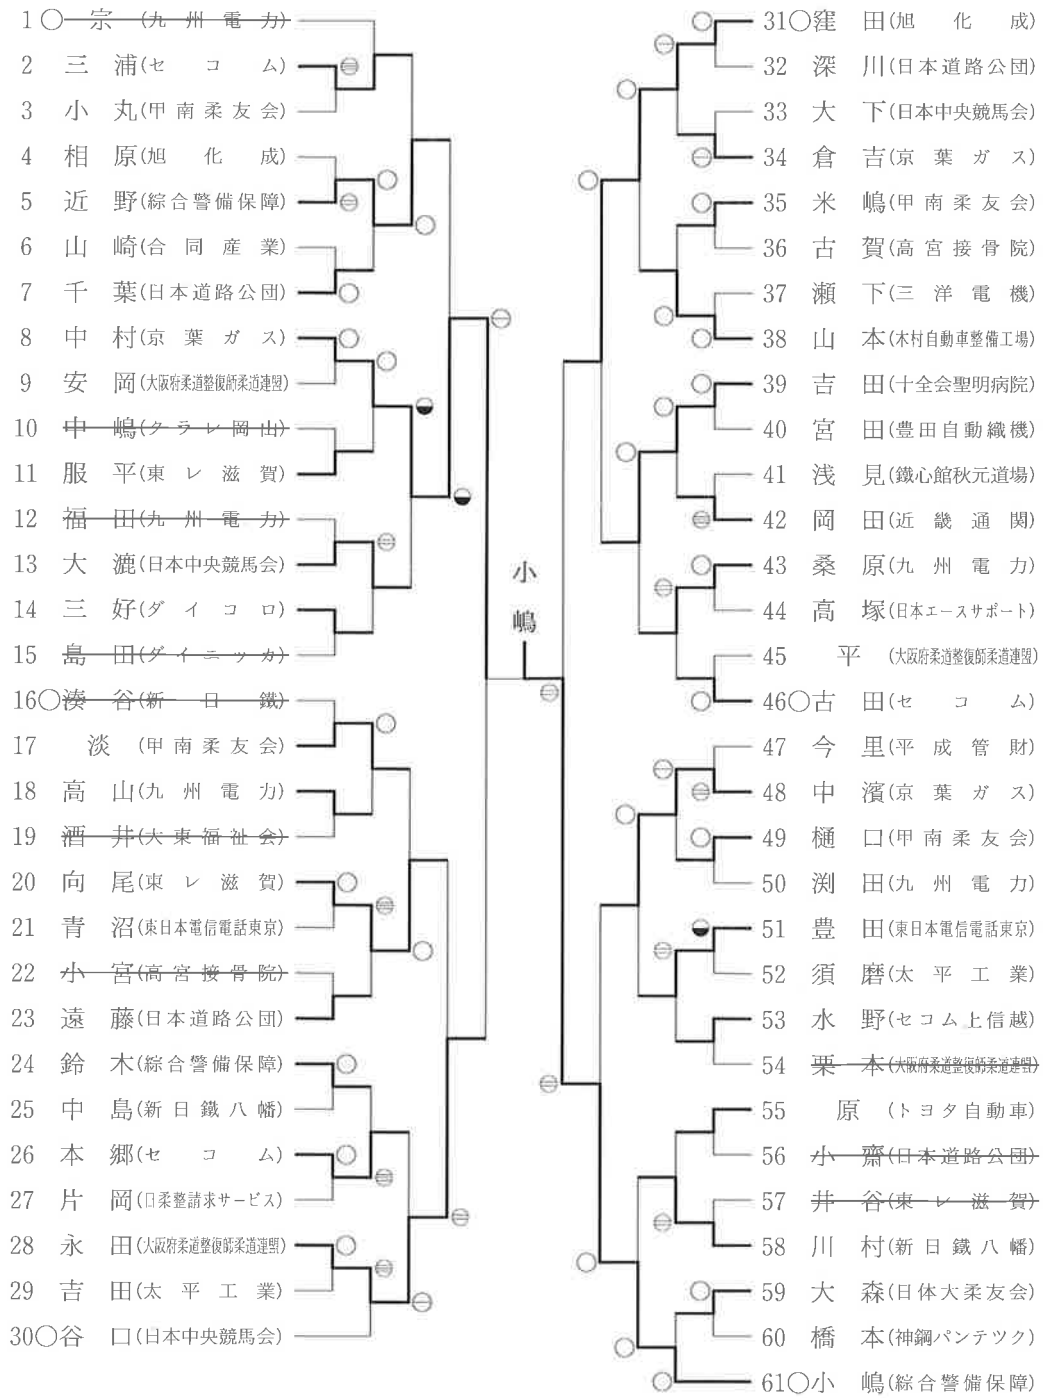 1○ 宗 (九州電力)
2 三浦(セコム)
3 小丸(甲南柔友会)
4 相原(旭化成)
5 近野(綜合警備保障)
6 山崎(合同産業)
7 千葉(日本道路公団)
8 中村(京葉ガス)
9 安岡(大阪府柔道整復師柔道連盟)
10 中嶋(クラレ岡山)
11 服平(東レ滋賀)
12 福田(九州電力)
13 大漉(日本中央競馬会)
14 三好(ダイコロ)
15 島田(ダイニッカ)
16○湊谷(新日鐵)
17 淡 (甲南柔友会)
18 高山(九州電力)
19 酒井(大東福祉会)
20 向尾(東レ滋賀)
21 青沼(東日本電信電話東京)
22 小宮(高宮接骨院)
23 遠藤(日本道路公団)
24 鈴木(綜合警備保障)
25 中島(新日鐵八幡)
26 本郷(セコム)
27 片岡(日柔整請求サービス)
28 永田(大阪府柔道整復師柔道連盟)
29 吉田(太平工業)
30○谷口(日本中央競馬会)
小嶋
31○窪田(旭化成)
32 深川(日本道路公団)
33 大下(日本中央競馬会)
34 倉吉(京葉ガス)
35 米嶋(甲南柔友会)
36 古賀(高宮接骨院)
37 瀬下(三洋電機)
38 山本(木村自動車整備工場)
39 吉田(十全会聖明病院)
40 宮田(豊田自動織機)
41 浅見(鐵心館秋元道場)
42 岡田(近畿通関)
43 桑原(九州電力)
44 高塚(日本エースサポート)
45 平 (大阪府柔道整復師柔道連盟)
46○古田(セコム)
47 今里(平成管財)
48 中濱(京葉ガス)
49 樋口(甲南柔友会)
50 渕田(九州電力)
51 豊田(東日本電信電話東京)
52 須磨(太平工業)
53 水野(セコム上信越)
54 栗本(大阪府柔道整復師柔道連盟)
55 原 (トヨタ自動車)
56 小齋(日本道路公団)
57 井谷(東レ滋賀)
58 川村(新日鐵八幡)
59 大森(日体大柔友会)
60 橋本(神鋼パンテツク)
61○小嶋(綜合警備保障)